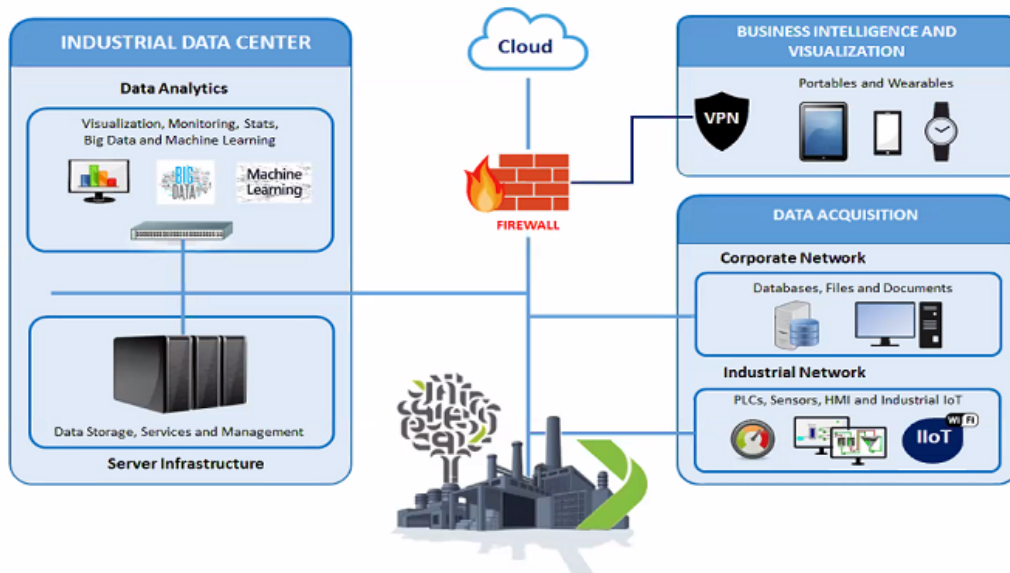 INDUSTRIAL DATA CENTER
Data Analytics
Visualization, Monitoring, Stats,
Big Data and Machine Learning
BIG
DATA
Machine
Learning
Data Storage, Services and Management
Server Infrastructure
Cloud
FIREWALL
BUSINESS INTELLIGENCE AND
VISUALIZATION
Portables and Wearables
VPN
DATA ACQUISITION
Corporate Network
Databases, Files and Documents
Industrial Network
PLCs, Sensors, HMI and Industrial IoT
Wi Fi
IIoT